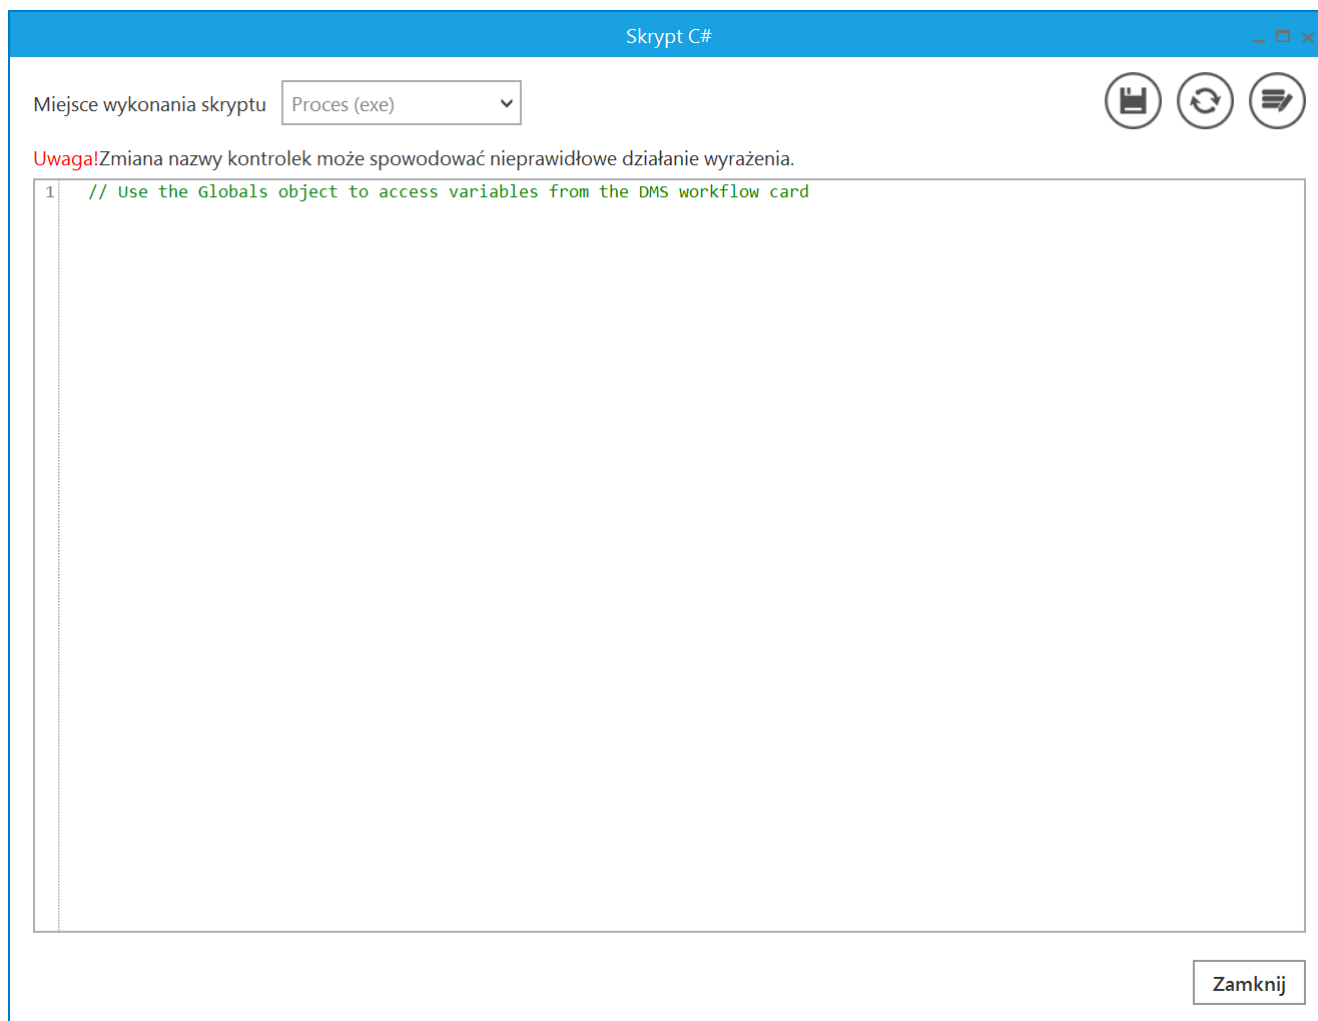 Skrypt C#
Miejsce wykonania skryptu Proces (exe)
Uwaga!Zmiana nazwy kontrolek może spowodować nieprawidłowe działanie wyrażenia.
1 // Use the Globals object to access variables from the DMS workflow card
Zamknij